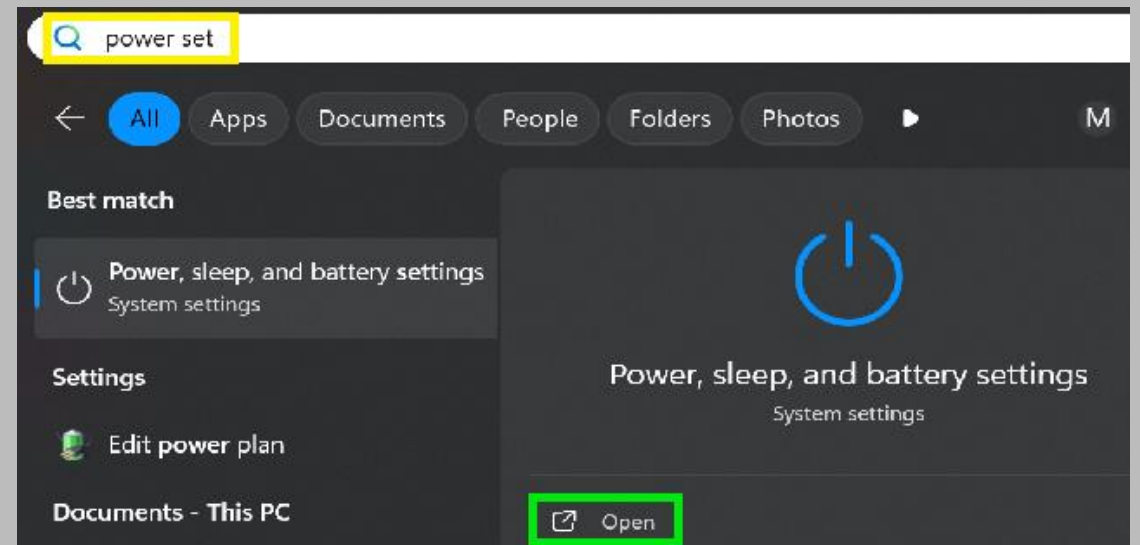 power set
All Apps Documents People Folders Photos M
Best match
Power, sleep, and battery settings
System settings
Settings
Edit power plan
Documents - This PC
Power, sleep, and battery settings
System settings
Open